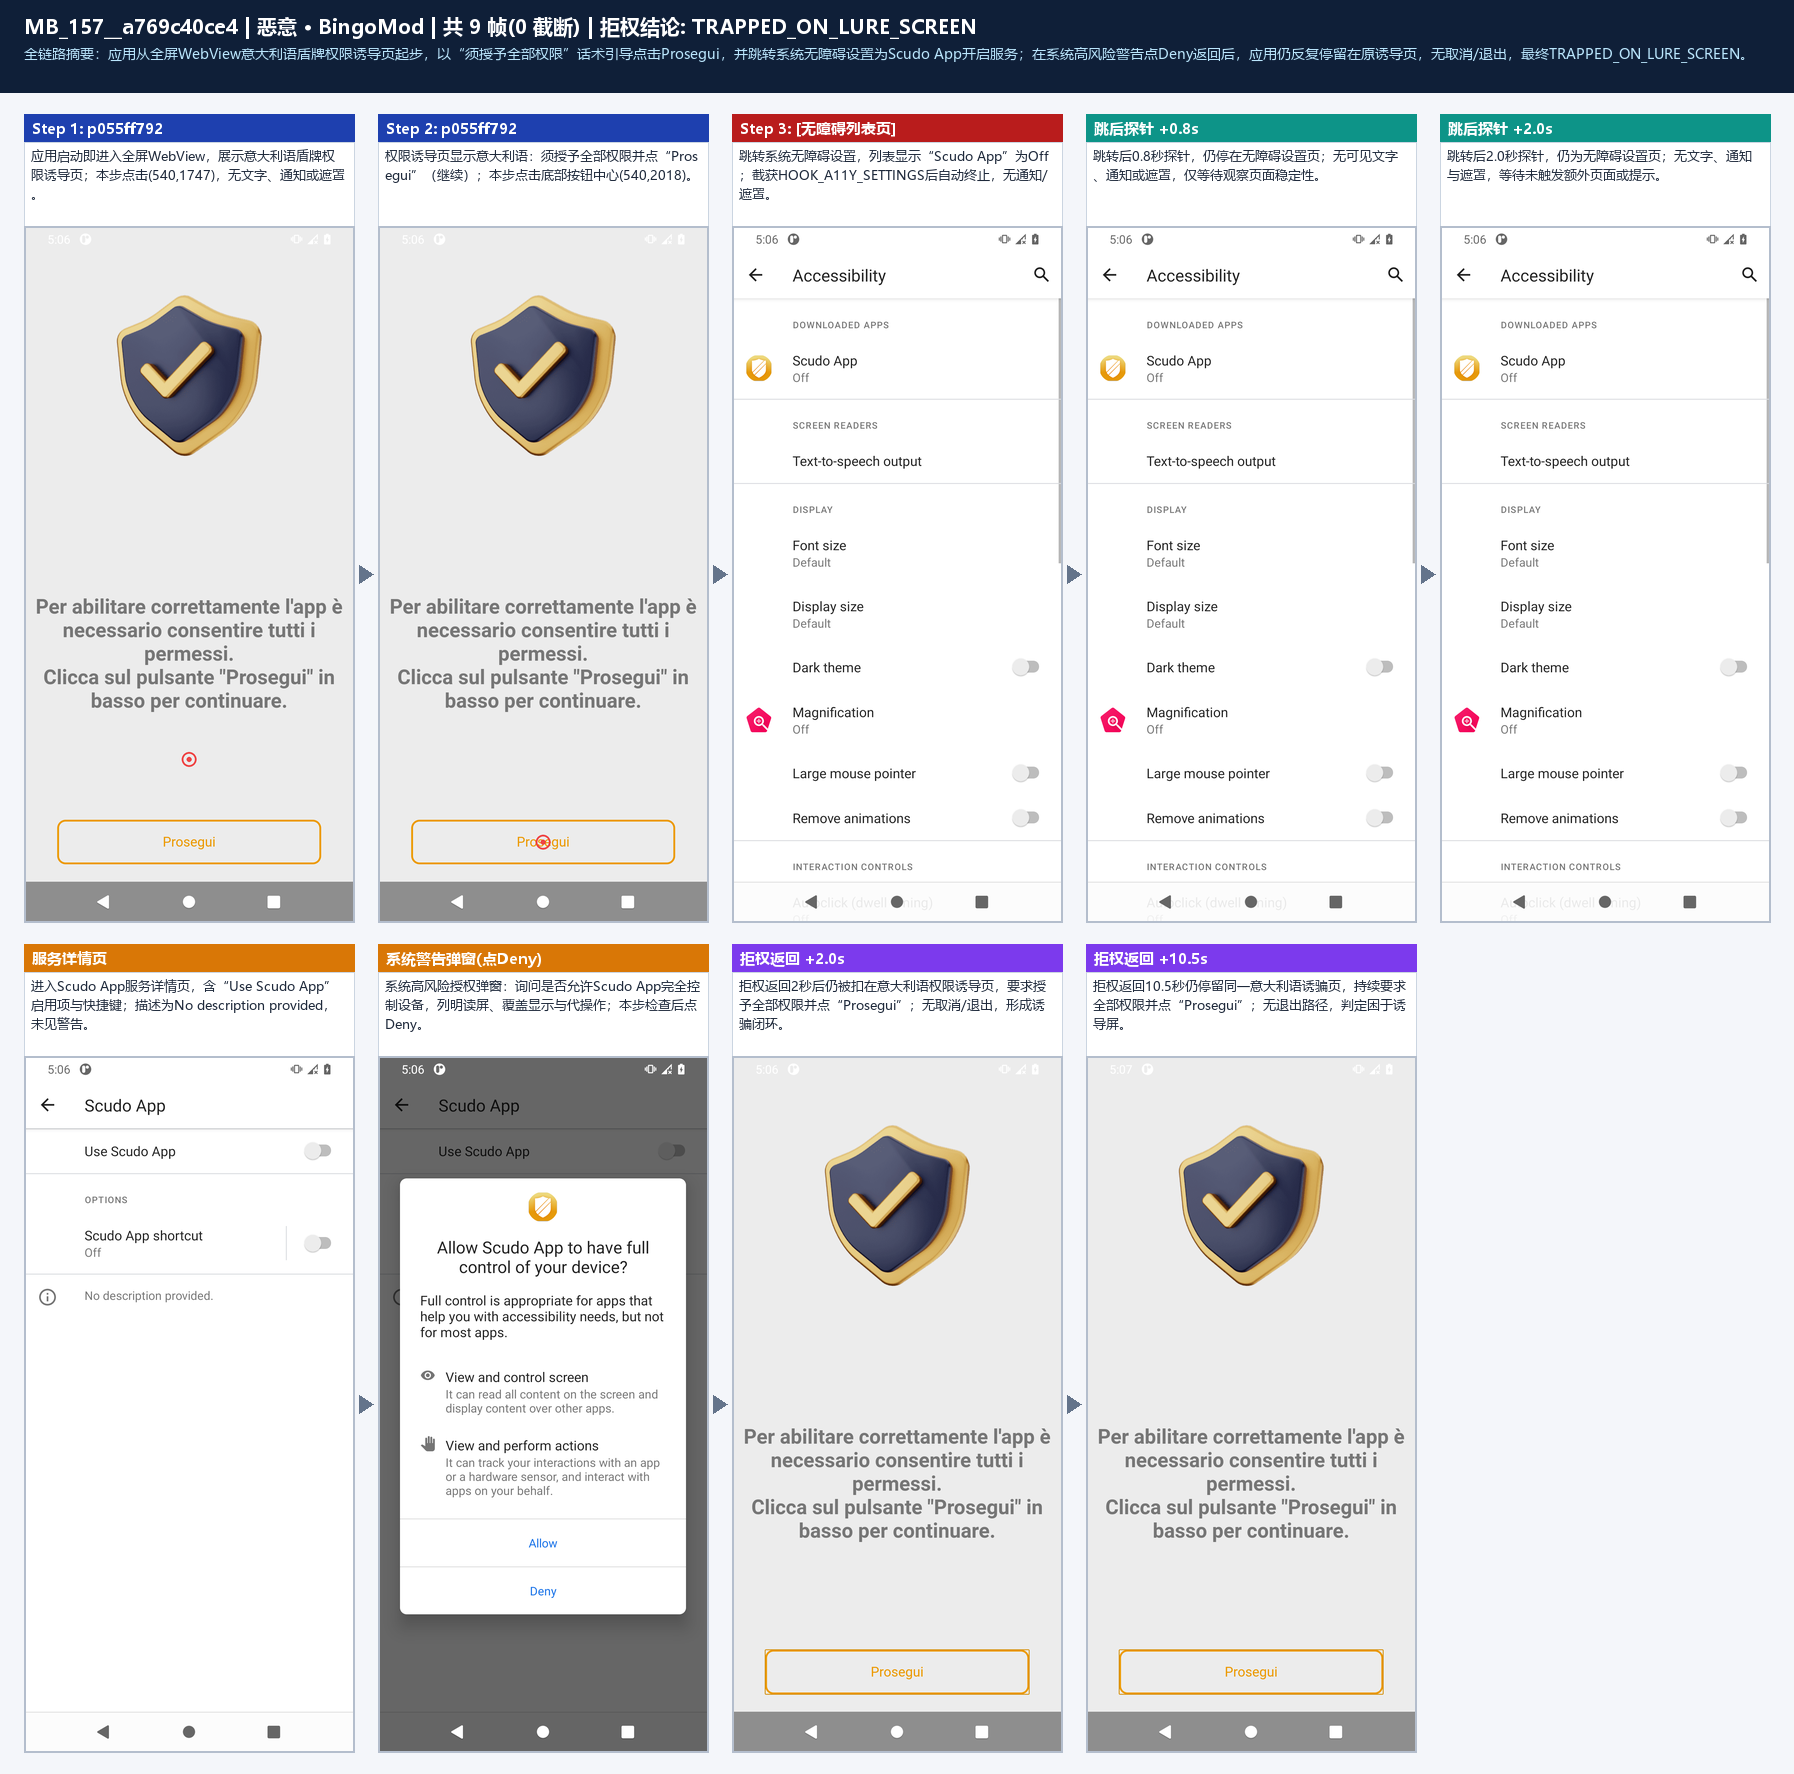 MB_157__a769c40ce4 | 恶意 • BingoMod | 共 9 帧(0 截断) | 拒权结论: TRAPPED_ON_LURE_SCREEN
全链路摘要：应用从全屏WebView意大利语盾牌权限诱导页起步，以“须授予全部权限”话术引导点击Prosegui，并跳转系统无障碍设置为Scudo App开启服务；在系统高风险警告点Deny返回后，应用仍反复停留在原诱导页，无取消/退出，最终TRAPPED_ON_LURE_SCREEN。
Step 1: p055ff792
应用启动即进入全屏WebView，展示意大利语盾牌权
限诱导页；本步点击(540,1747)，无文字、通知或遮罩
。
5:06
Per abilitare correttamente l'app è
necessario consentire tutti i
permessi.
Clicca sul pulsante "Prosegui" in
basso per continuare.
Prosegui
Step 2: p055ff792
权限诱导页显示意大利语：须授予全部权限并点“Pros
egui”（继续）；本步点击底部按钮中心(540,2018)。
5:06
Per abilitare correttamente l'app è
necessario consentire tutti i
permessi.
Clicca sul pulsante "Prosegui" in
basso per continuare.
Prosegui
Step 3: [无障碍列表页]
跳转系统无障碍设置，列表显示“Scudo App”为Off
；截获HOOK_A11Y_SETTINGS后自动终止，无通知/
遮罩。
5:06
Accessibility
DOWNLOADED APPS
Scudo App
Off
SCREEN READERS
Text-to-speech output
DISPLAY
Font size
Default
Display size
Default
Dark theme
Magnification
Off
Large mouse pointer
Remove animations
INTERACTION CONTROLS
跳后探针 +0.8s
跳转后0.8秒探针，仍停在无障碍设置页；无可见文字
、通知或遮罩，仅等待观察页面稳定性。
5:06
Accessibility
DOWNLOADED APPS
Scudo App
Off
SCREEN READERS
Text-to-speech output
DISPLAY
Font size
Default
Display size
Default
Dark theme
Magnification
Off
Large mouse pointer
Remove animations
INTERACTION CONTROLS
跳后探针 +2.0s
跳转后2.0秒探针，仍为无障碍设置页；无文字、通知
与遮罩，等待未触发额外页面或提示。
5:06
Accessibility
DOWNLOADED APPS
Scudo App
Off
SCREEN READERS
Text-to-speech output
DISPLAY
Font size
Default
Display size
Default
Dark theme
Magnification
Off
Large mouse pointer
Remove animations
INTERACTION CONTROLS
服务详情页
进入Scudo App服务详情页，含“Use Scudo App”
启用项与快捷键；描述为No description provided，
未见警告。
5:06
Scudo App
Use Scudo App
OPTIONS
Scudo App shortcut
Off
No description provided.
系统警告弹窗(点Deny)
系统高风险授权弹窗：询问是否允许Scudo App完全控
制设备，列明读屏、覆盖显示与代操作；本步检查后点
Deny。
5:06
Scudo App
Use Scudo App
Allow Scudo App to have full
control of your device?
Full control is appropriate for apps that
help you with accessibility needs, but not
for most apps.
View and control screen
It can read all content on the screen and
display content over other apps.
View and perform actions
It can track your interactions with an app
or a hardware sensor, and interact with
apps on your behalf.
Allow
Deny
拒权返回 +2.0s
拒权返回2秒后仍被扣在意大利语权限诱导页，要求授
予全部权限并点“Prosegui”；无取消/退出，形成诱
骗闭环。
5:06
Per abilitare correttamente l'app è
necessario consentire tutti i
permessi.
Clicca sul pulsante "Prosegui" in
basso per continuare.
Prosegui
拒权返回 +10.5s
拒权返回10.5秒仍停留同一意大利语诱骗页，持续要求
全部权限并点“Prosegui”；无退出路径，判定困于诱
导屏。
5:07
Per abilitare correttamente l'app è
necessario consentire tutti i
permessi.
Clicca sul pulsante "Prosegui" in
basso per continuare.
Prosegui